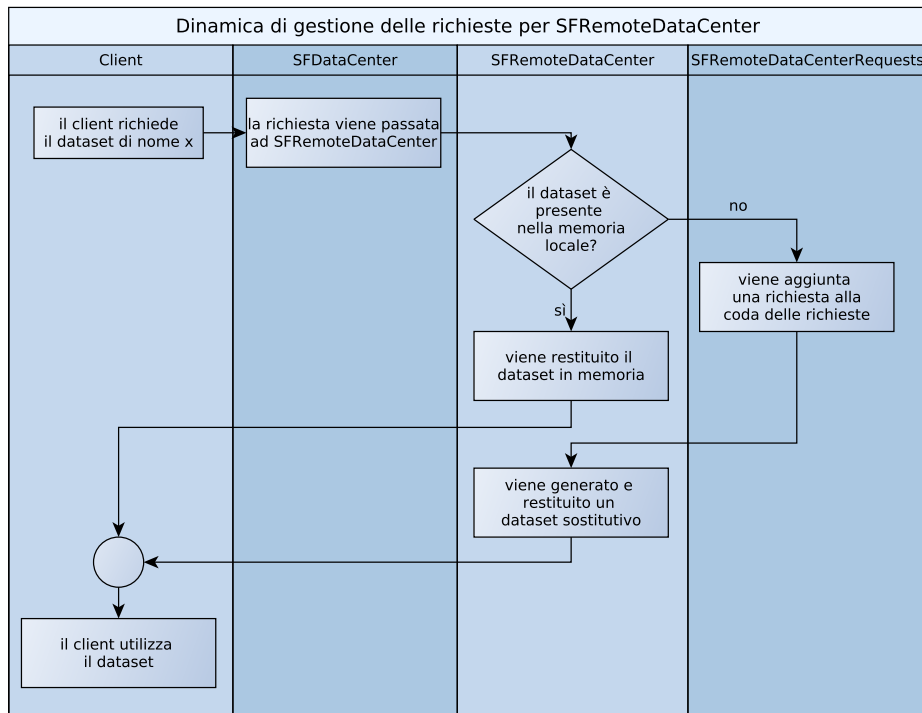 Dinamica di gestione delle richieste per SFRemoteDataCenter
Client
SFDataCenter
SFRemoteDataCenter
SFRemoteDataCenterRequests
il client richiede
il dataset di nome x
la richiesta viene passata
ad SFRemoteDataCenter
il dataset è
presente
nella memoria
locale?
no
viene aggiunta
una richiesta alla
coda delle richieste
sì
viene restituito il
dataset in memoria
viene generato e
restituito un
dataset sostitutivo
il client utilizza
il dataset